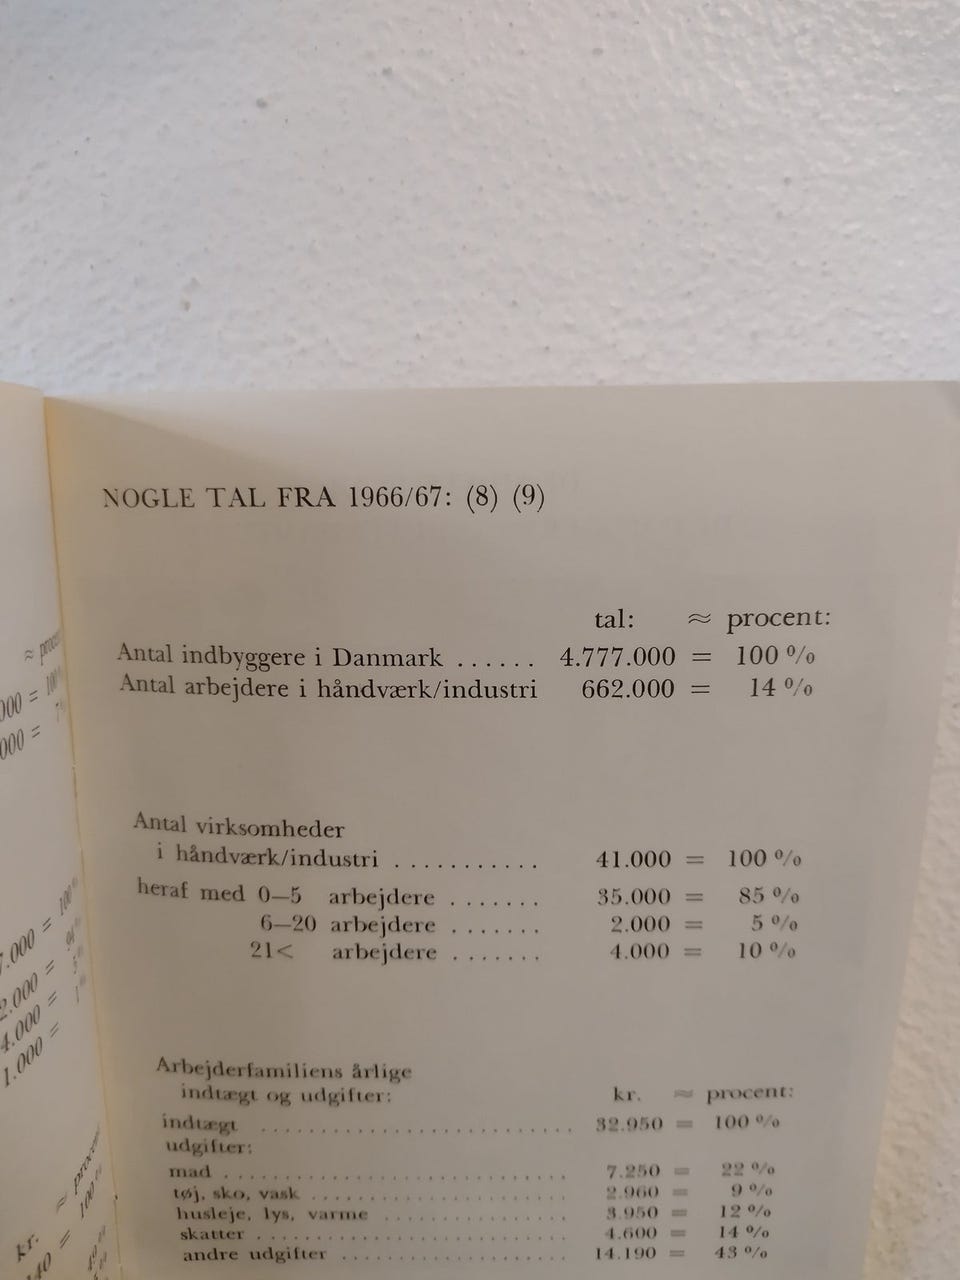 NOGLE TAL FRA 1966/67: (8) (9)
tal: ≈ procent:
Antal indbyggere i Danmark ...... 4.777.000 = 100 %
Antal arbejdere i håndværk/industri 662.000 = 14 %
Antal virksomheder
i håndværk/industri ........... 41.000 = 100 %
heraf med 0—5 arbejdere ....... 35.000 = 85 %
6—20 arbejdere ....... 2.000 = 5 %
21< arbejdere ....... 4.000 = 10 %
Arbejderfamiliens årlige
indtægt og udgifter: kr. ≈ procent:
indtægt .......................... 32.950 = 100 %
udgifter:
mad ............................. 7.250 = 22 %
tøj, sko, vask ..................... 2.960 = 9 %
husleje, lys, varme ............... 3.950 = 12 %
skatter .......................... 4.600 = 14 %
andre udgifter .................. 14.190 = 43 %